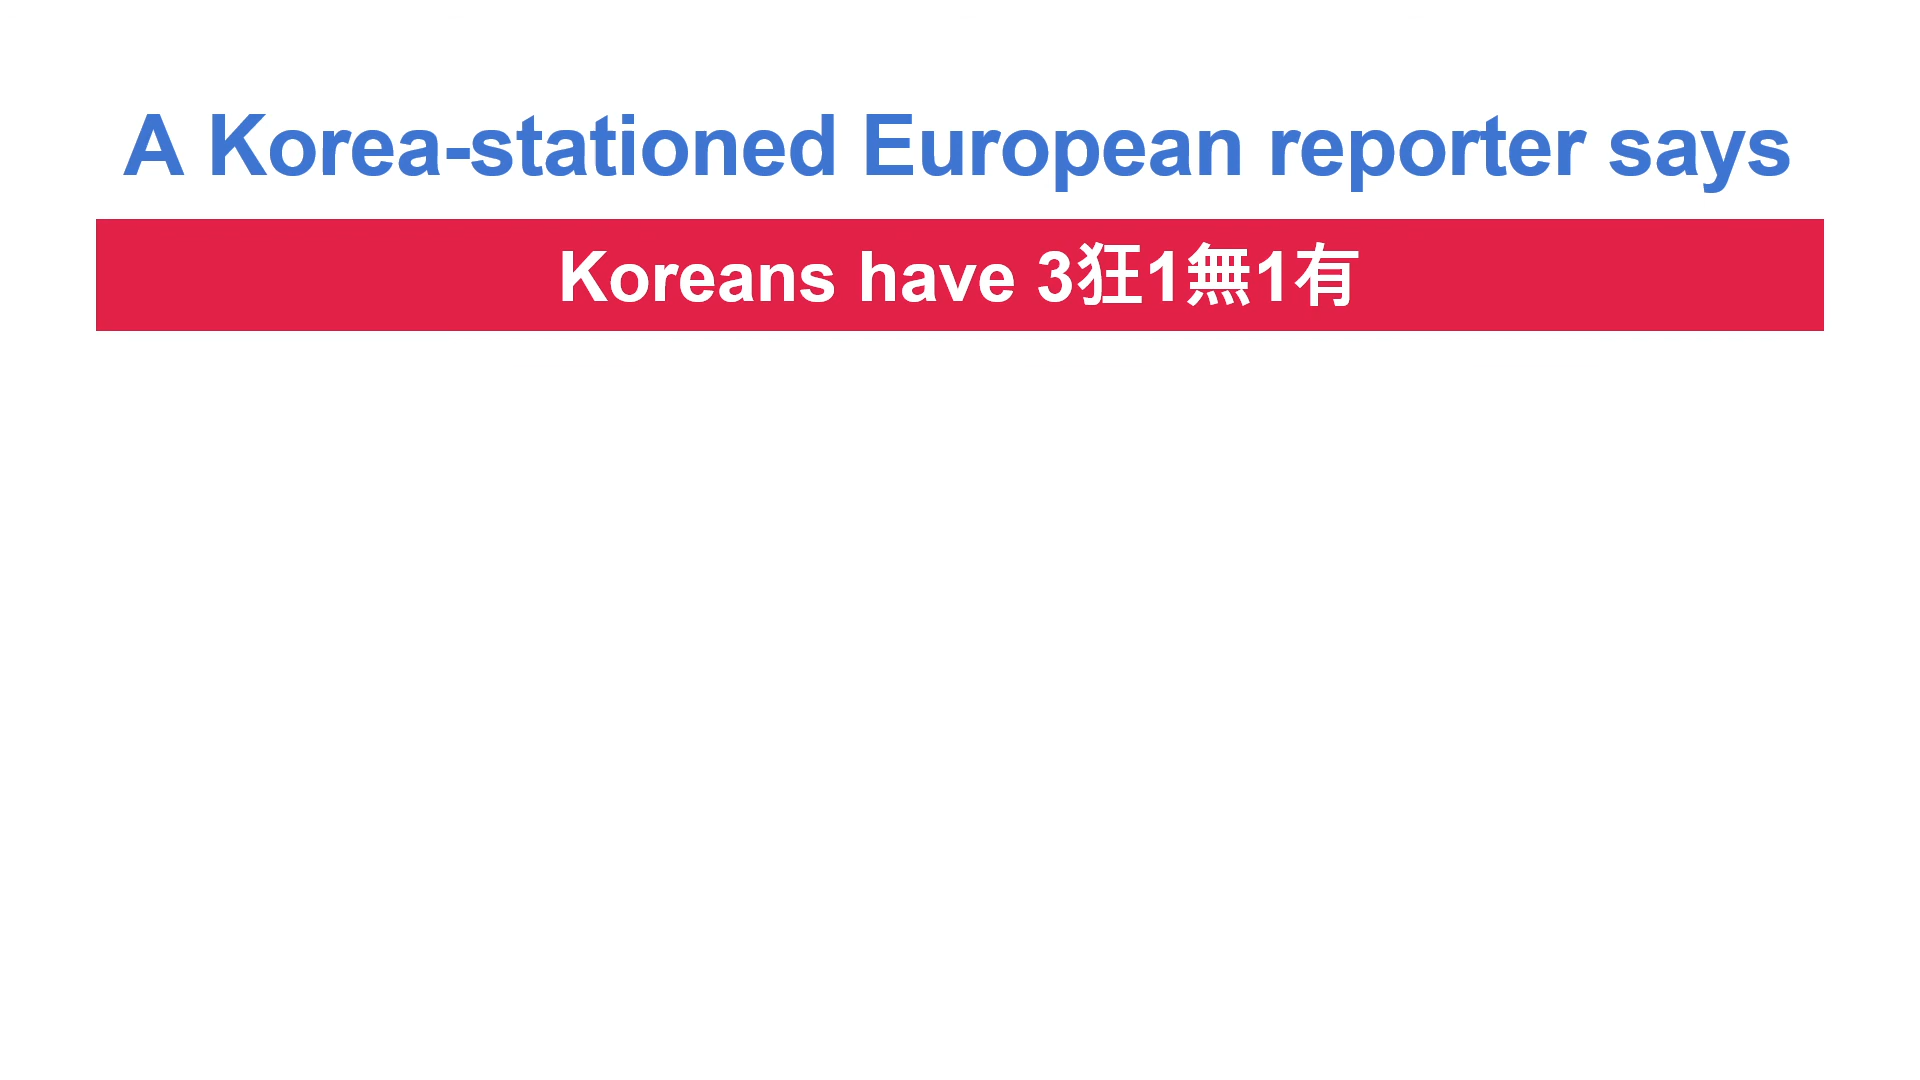 A Korea-stationed European reporter says
Koreans have 3狂1無1有